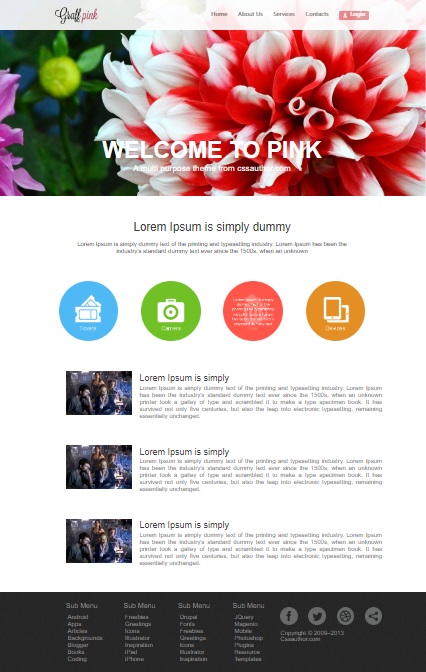 Graff pink
Home About Us Services Contacts Login
WELCOME TO PINK
A multi purpose theme from cssauthor.com
Lorem Ipsum is simply dummy
Lorem Ipsum is simply dummy text of the printing and typesetting industry. Lorem Ipsum has been the
industry's standard dummy text ever since the 1500s, when an unknown
Tickets
Camera
Devices
Lorem Ipsum is simply
Lorem Ipsum is simply dummy text of the printing and typesetting industry. Lorem
Ipsum has been the industry's standard dummy text ever since the 1500s, when an unknown
printer took a galley of type and scrambled it to make a type specimen book. It has
survived not only five centuries, but also the leap into electronic typesetting, remaining
essentially unchanged.
Lorem Ipsum is simply
Lorem Ipsum is simply dummy text of the printing and typesetting industry. Lorem
Ipsum has been the industry's standard dummy text ever since the 1500s, when an unknown
printer took a galley of type and scrambled it to make a type specimen book. It has
survived not only five centuries, but also the leap into electronic typesetting, remaining
essentially unchanged.
Lorem Ipsum is simply
Lorem Ipsum is simply dummy text of the printing and typesetting industry. Lorem
Ipsum has been the industry's standard dummy text ever since the 1500s, when an unknown
printer took a galley of type and scrambled it to make a type specimen book. It has
survived not only five centuries, but also the leap into electronic typesetting, remaining
essentially unchanged.
Sub Menu
Android
Apps
Articles
Backgrounds
Blogger
Books
Coding
Sub Menu
Freebies
Greetings
Icons
Illustrator
Inspiration
iPad
iPhone
Sub Menu
Drupal
Fonts
Freebies
Greetings
Icons
Illustrator
Inspiration
Sub Menu
JQuery
Magento
Mobile
Photoshop
Plugins
Resource
Templates
Copyright © 2009–2013
Cssauthor.com